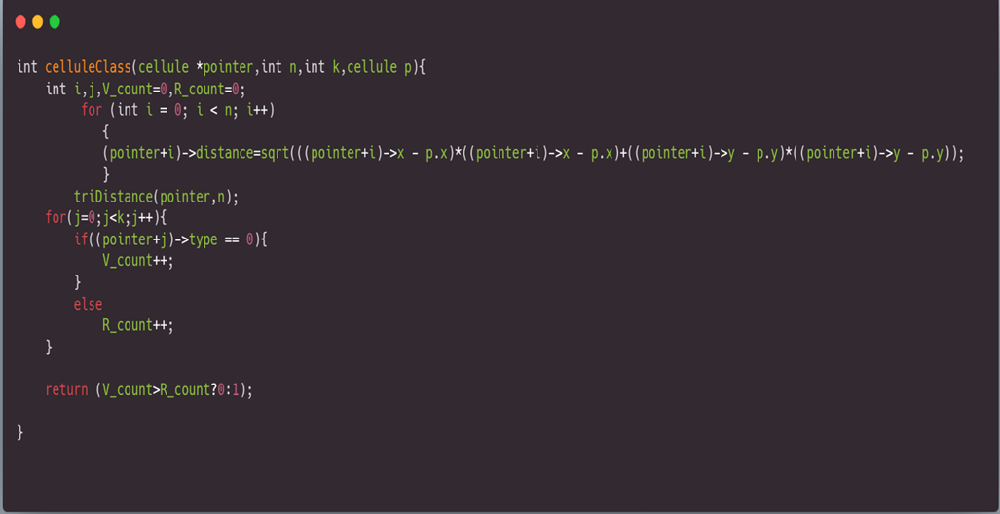 int celluleClass(cellule *pointer,int n,int k,cellule p){
int i,j,V_count=0,R_count=0;
for (int i = 0; i < n; i++)
{
(pointer+i)->distance=sqrt(((pointer+i)->x - p.x)*((pointer+i)->x - p.x)+((pointer+i)->y - p.y)*((pointer+i)->y - p.y));
}
triDistance(pointer,n);
for(j=0;j<k;j++){
if((pointer+j)->type == 0){
V_count++;
}
else
R_count++;
}
return (V_count>R_count?0:1);
}